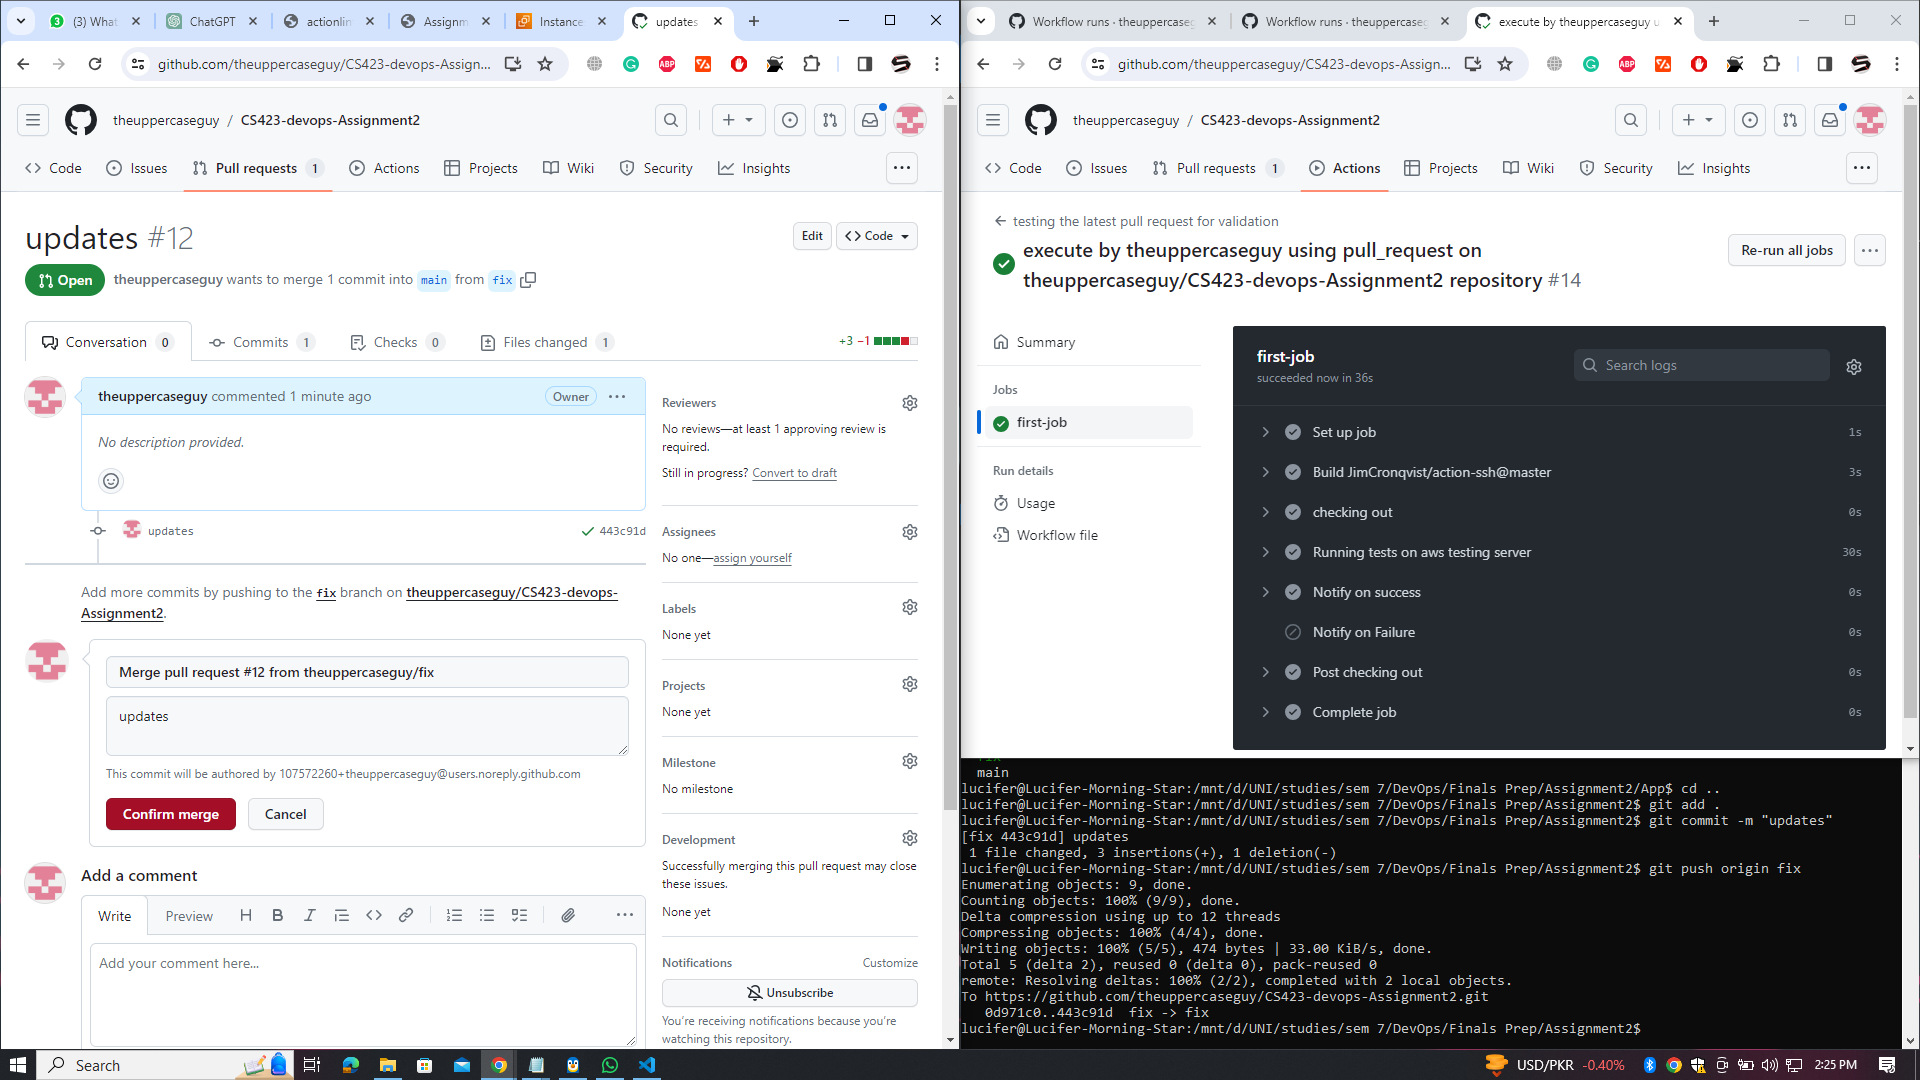 (3) What
ChatGPT
actionlin
Assignm
Instance
updates
github.com/theuppercaseguy/CS423-devops-Assign...
theuppercaseguy / CS423-devops-Assignment2
Code
Issues
Pull requests 1
Actions
Projects
Wiki
Security
Insights
updates #12
Edit
Code
Open
theuppercaseguy wants to merge 1 commit into main from fix
Conversation 0
Commits 1
Checks 0
Files changed 1
+3 −1
theuppercaseguy commented 1 minute ago
Owner
No description provided.
updates
443c91d
Add more commits by pushing to the fix branch on theuppercaseguy/CS423-devops-
Assignment2.
Merge pull request #12 from theuppercaseguy/fix
updates
This commit will be authored by 107572260+theuppercaseguy@users.noreply.github.com
Confirm merge
Cancel
Add a comment
Write
Preview
Add your comment here...
Reviewers
No reviews—at least 1 approving review is
required.
Still in progress? Convert to draft
Assignees
No one—assign yourself
Labels
None yet
Projects
None yet
Milestone
No milestone
Development
Successfully merging this pull request may close
these issues.
None yet
Notifications
Customize
Unsubscribe
You're receiving notifications because you're
watching this repository.
Workflow runs · theuppercaseg
Workflow runs · theuppercaseg
execute by theuppercaseguy u
github.com/theuppercaseguy/CS423-devops-Assign...
theuppercaseguy / CS423-devops-Assignment2
Code
Issues
Pull requests 1
Actions
Projects
Wiki
Security
Insights
testing the latest pull request for validation
execute by theuppercaseguy using pull_request on
theuppercaseguy/CS423-devops-Assignment2 repository #14
Re-run all jobs
Summary
Jobs
first-job
Run details
Usage
Workflow file
first-job
succeeded now in 36s
Search logs
Set up job 1s
Build JimCronqvist/action-ssh@master 3s
checking out 0s
Running tests on aws testing server 30s
Notify on success 0s
Notify on Failure 0s
Post checking out 0s
Complete job 0s
fix
main
lucifer@Lucifer-Morning-Star:/mnt/d/UNI/studies/sem 7/DevOps/Finals Prep/Assignment2/App$ cd ..
lucifer@Lucifer-Morning-Star:/mnt/d/UNI/studies/sem 7/DevOps/Finals Prep/Assignment2$ git add .
lucifer@Lucifer-Morning-Star:/mnt/d/UNI/studies/sem 7/DevOps/Finals Prep/Assignment2$ git commit -m "updates"
[fix 443c91d] updates
1 file changed, 3 insertions(+), 1 deletion(-)
lucifer@Lucifer-Morning-Star:/mnt/d/UNI/studies/sem 7/DevOps/Finals Prep/Assignment2$ git push origin fix
Enumerating objects: 9, done.
Counting objects: 100% (9/9), done.
Delta compression using up to 12 threads
Compressing objects: 100% (4/4), done.
Writing objects: 100% (5/5), 474 bytes | 33.00 KiB/s, done.
Total 5 (delta 2), reused 0 (delta 0), pack-reused 0
remote: Resolving deltas: 100% (2/2), completed with 2 local objects.
To https://github.com/theuppercaseguy/CS423-devops-Assignment2.git
0d971c0..443c91d fix -> fix
lucifer@Lucifer-Morning-Star:/mnt/d/UNI/studies/sem 7/DevOps/Finals Prep/Assignment2$
Search
USD/PKR -0.40%
2:25 PM